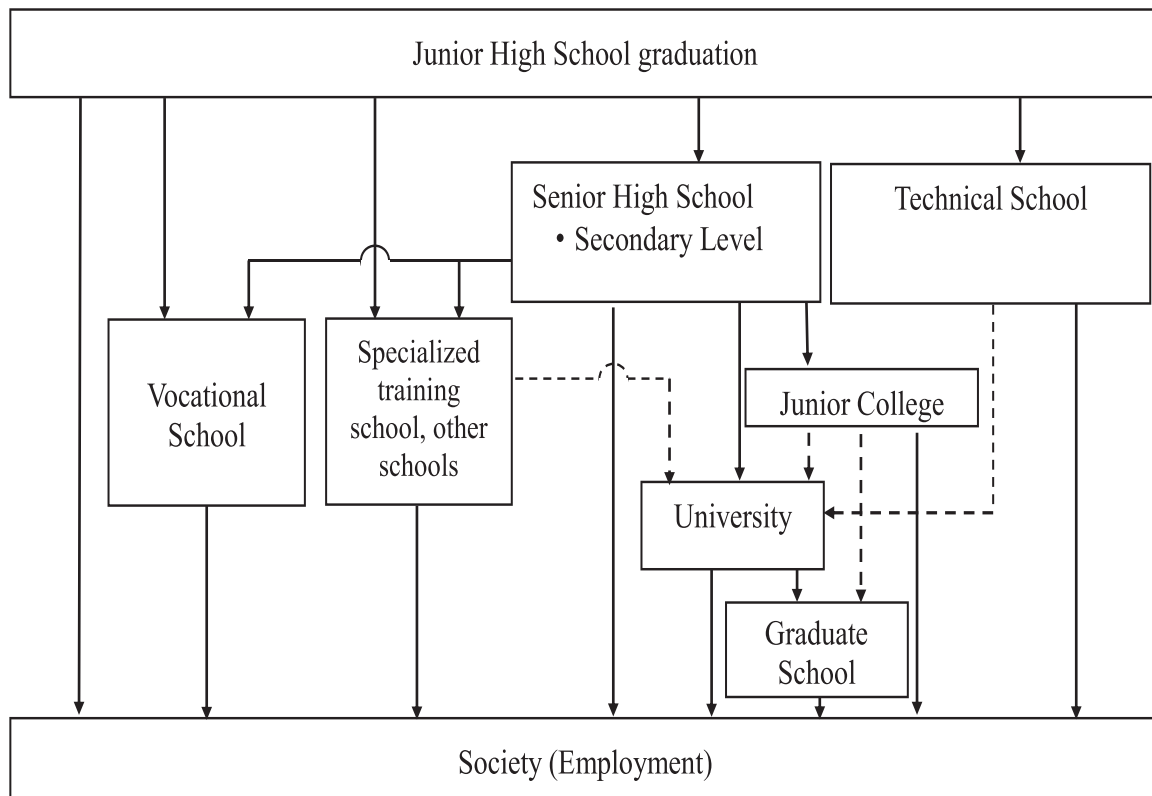 Junior High School graduation
Senior High School
• Secondary Level
Technical School
Vocational
School
Specialized
training
school, other
schools
Junior College
University
Graduate
School
Society (Employment)